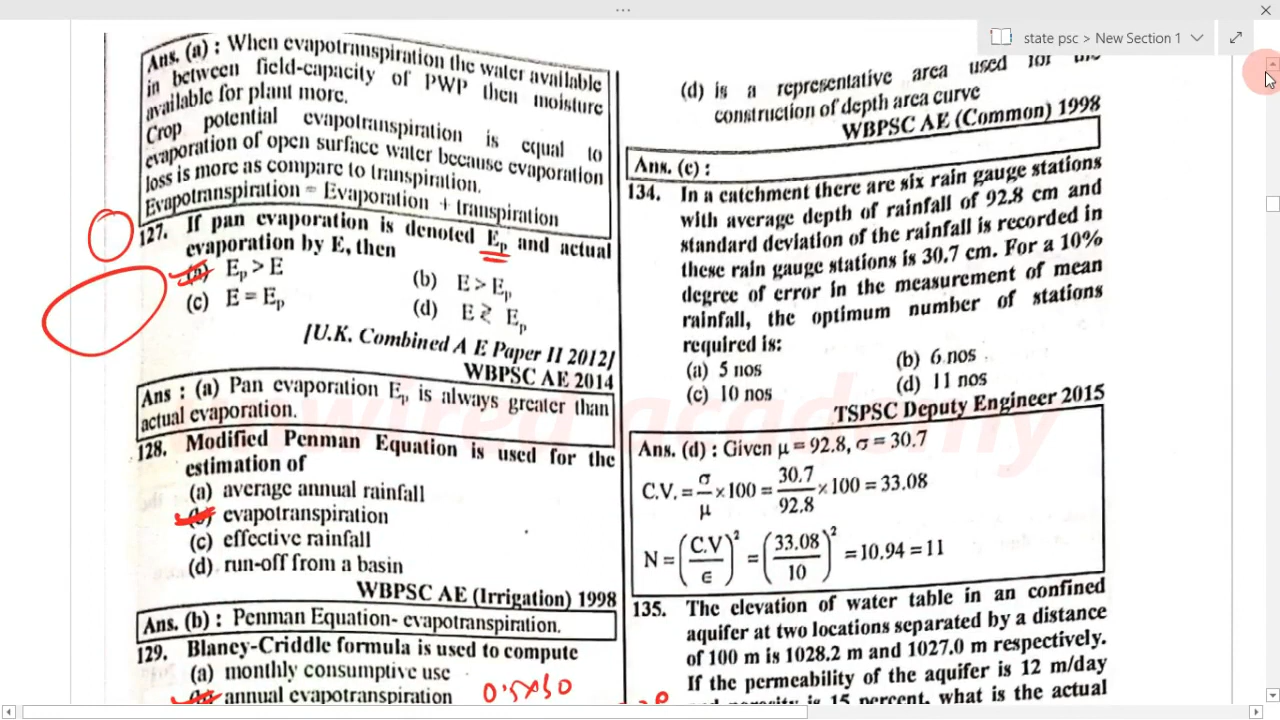 state psc > New Section 1
Ans. (a) : When evapotranspiration the water available
in between field-capacity of PWP then moisture
available for plant more.
Crop potential evapotranspiration is equal to
evaporation of open surface water because evaporation
loss is more as compare to transpiration.
Evapotranspiration = Evaporation + transpiration
127. If pan evaporation is denoted Ep and actual
evaporation by E, then
(a) Ep > E
(b) E > Ep
(c) E = Ep
(d) E ≷ Ep
[U.K. Combined A E Paper II 2012]
WBPSC AE 2014
Ans : (a) Pan evaporation Ep is always greater than
actual evaporation.
128. Modified Penman Equation is used for the
estimation of
(a) average annual rainfall
(b) evapotranspiration
(c) effective rainfall
(d) run-off from a basin
WBPSC AE (Irrigation) 1998
Ans. (b) : Penman Equation- evapotranspiration.
129. Blaney-Criddle formula is used to compute
(a) monthly consumptive use
annual evapotranspiration
0.5x50
(d) is a representative area used for the
construction of depth area curve
WBPSC AE (Common) 1998
Ans. (c) :
134. In a catchment there are six rain gauge stations
with average depth of rainfall of 92.8 cm and
standard deviation of the rainfall is recorded in
these rain gauge stations is 30.7 cm. For a 10%
degree of error in the measurement of mean
rainfall, the optimum number of stations
required is:
(a) 5 nos
(b) 6 nos
(c) 10 nos
(d) 11 nos
TSPSC Deputy Engineer 2015
Ans. (d) : Given μ = 92.8, σ = 30.7
C.V. = σ/μ ×100 = 30.7/92.8 ×100 = 33.08
N = (C.V/ϵ)² = (33.08/10)² = 10.94 = 11
135. The elevation of water table in an confined
aquifer at two locations separated by a distance
of 100 m is 1028.2 m and 1027.0 m respectively.
If the permeability of the aquifer is 12 m/day
and porosity is 15 percent, what is the actual
academy